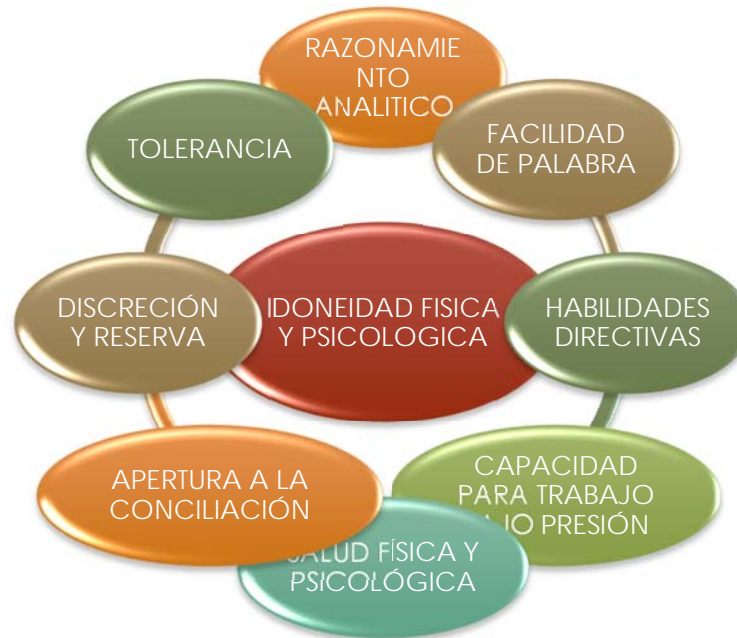 RAZONAMIE
NTO
ANALITICO
FACILIDAD
DE PALABRA
HABILIDADES
DIRECTIVAS
CAPACIDAD
PARA TRABAJO
BAJO PRESIÓN
SALUD FÍSICA Y
PSICOLÓGICA
APERTURA A LA
CONCILIACIÓN
DISCRECIÓN
Y RESERVA
TOLERANCIA
IDONEIDAD FISICA
Y PSICOLOGICA